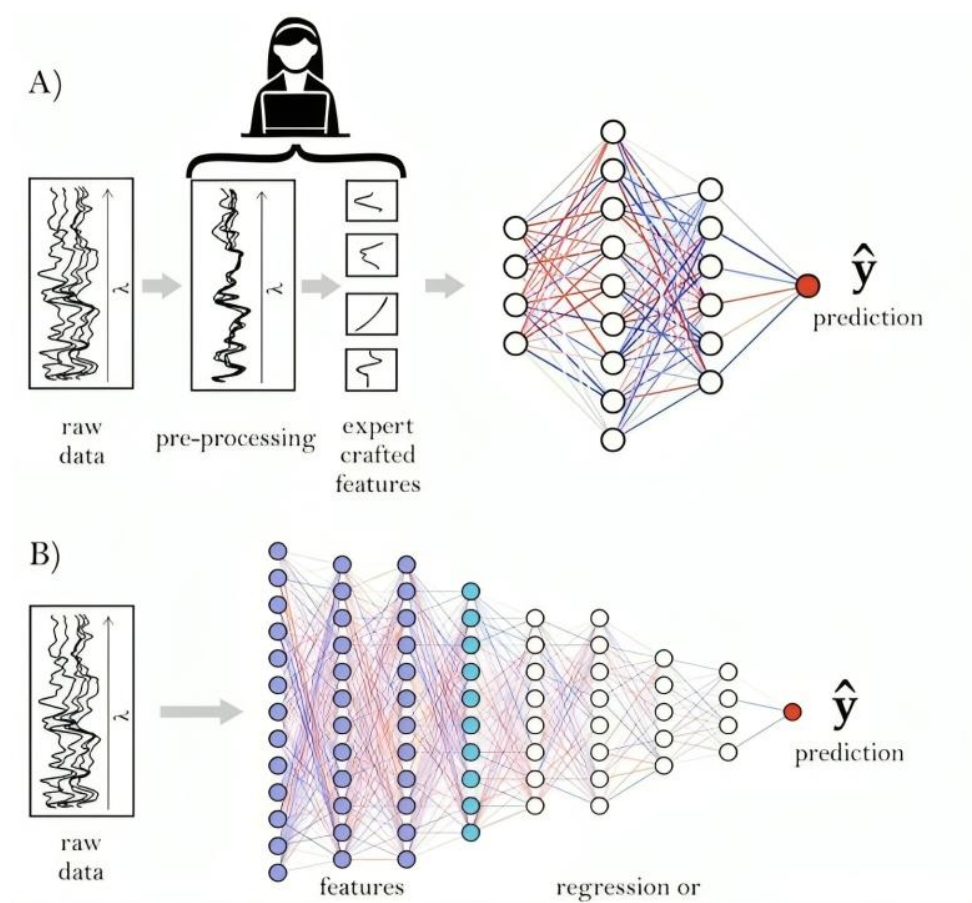 A)
λ
λ
ŷ
prediction
raw
data
pre-processing
expert
crafted
features
B)
λ
ŷ
prediction
raw
data
features
regression or